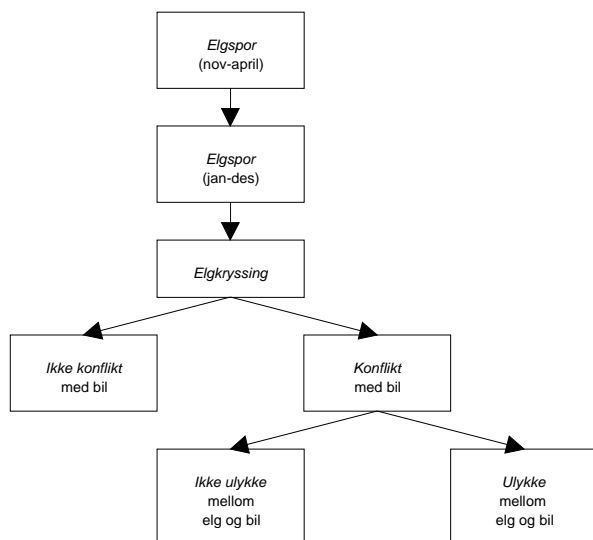 Elgspor
(nov-april)
Elgspor
(jan-des)
Elgkryssing
Ikke konflikt
med bil
Konflikt
med bil
Ikke ulykke
mellom
elg og bil
Ulykke
mellom
elg og bil